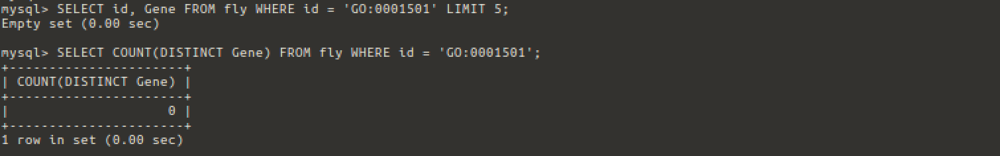 mysql> SELECT id, Gene FROM fly WHERE id = 'GO:0001501' LIMIT 5;
Empty set (0.00 sec)
mysql> SELECT COUNT(DISTINCT Gene) FROM fly WHERE id = 'GO:0001501';
+----------------------+
| COUNT(DISTINCT Gene) |
+----------------------+
|                    0 |
+----------------------+
1 row in set (0.00 sec)